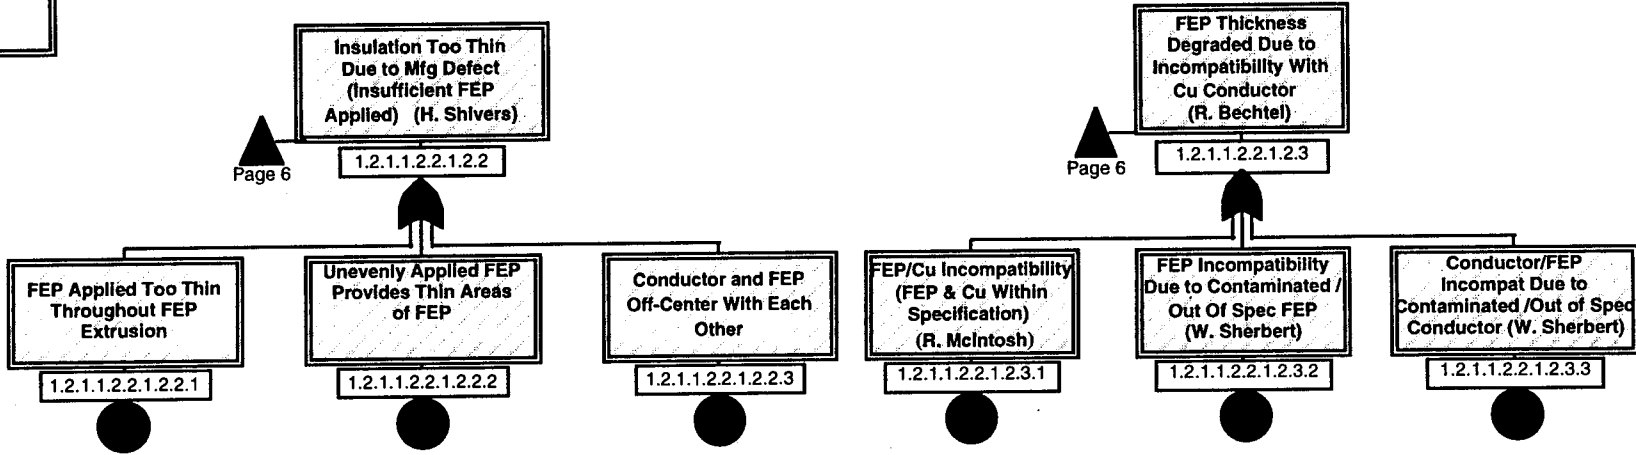 Insulation Too Thin
Due to Mfg Defect
(Insufficient FEP
Applied) (H. Shivers)
Page 6
1.2.1.1.2.2.1.2.2
FEP Applied Too Thin
Throughout FEP
Extrusion
1.2.1.1.2.2.1.2.2.1
Unevenly Applied FEP
Provides Thin Areas
of FEP
1.2.1.1.2.2.1.2.2.2
Conductor and FEP
Off-Center With Each
Other
1.2.1.1.2.2.1.2.2.3
FEP Thickness
Degraded Due to
Incompatibility With
Cu Conductor
(R. Bechtel)
Page 6
1.2.1.1.2.2.1.2.3
FEP/Cu Incompatibility
(FEP & Cu Within
Specification)
(R. McIntosh)
1.2.1.1.2.2.1.2.3.1
FEP Incompatibility
Due to Contaminated /
Out Of Spec FEP
(W. Sherbert)
1.2.1.1.2.2.1.2.3.2
Conductor/FEP
Incompat Due to
Contaminated /Out of Spec
Conductor (W. Sherbert)
1.2.1.1.2.2.1.2.3.3